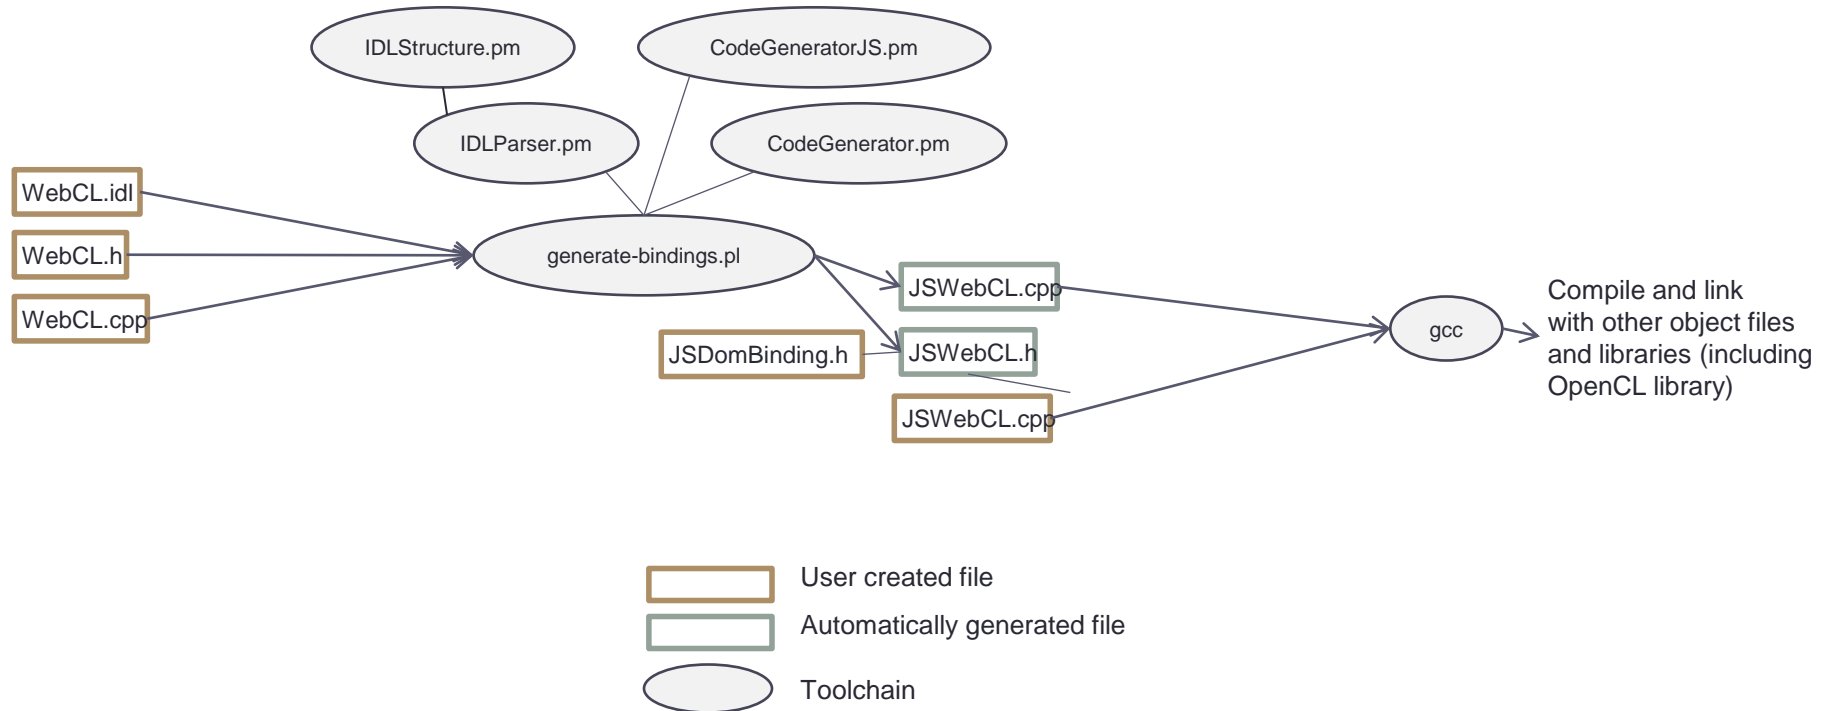 IDLStructure.pm
CodeGeneratorJS.pm
IDLParser.pm
CodeGenerator.pm
WebCL.idl
WebCL.h
WebCL.cpp
generate-bindings.pl
JSWebCL.cpp
JSDomBinding.h
JSWebCL.h
JSWebCL.cpp
gcc
Compile and link
with other object files
and libraries (including
OpenCL library)
User created file
Automatically generated file
Toolchain